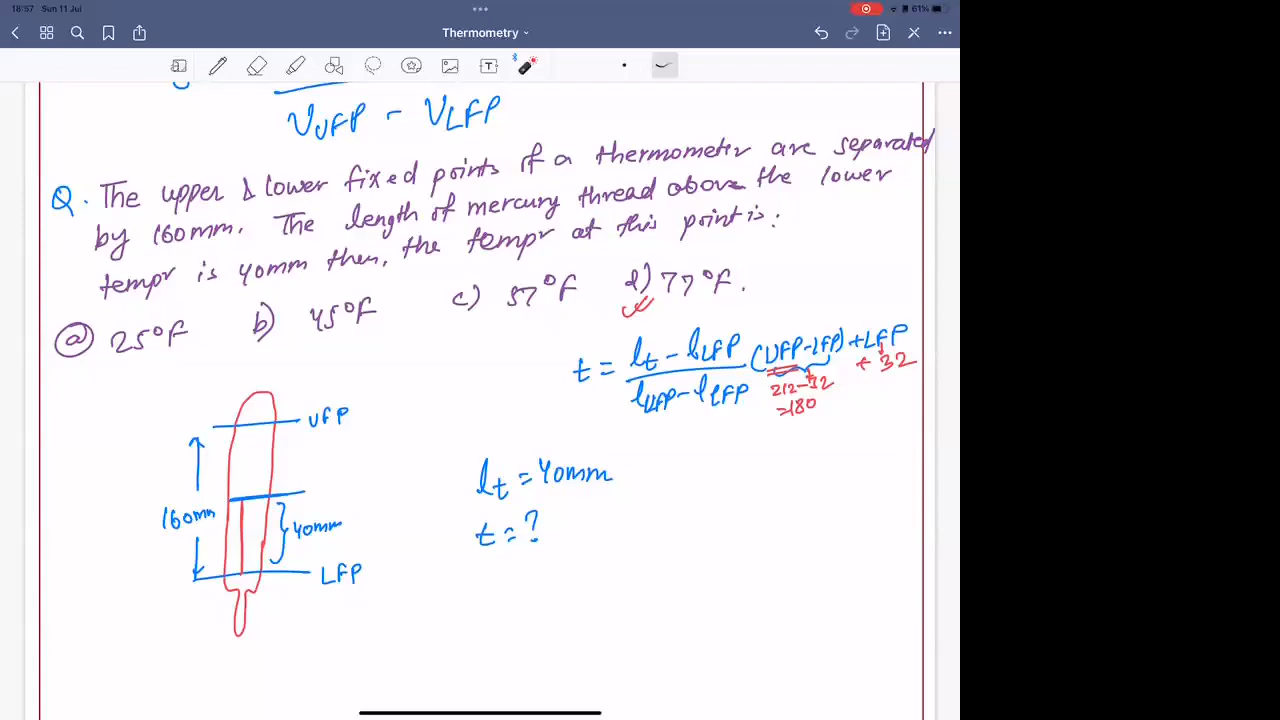 18:57 Sun 11 Jul
61%
Thermometry
T
V UFP - V LFP
Q. The upper & lower fixed points of a thermometer are separated
by 160mm. The length of mercury thread above the lower
tempr is 40mm then, the tempr at this point is:
a) 25°F b) 45°F c) 57°F d) 77°F.
t = lt - lLFP / lUFP - lLFP (UFP - LFP) + LFP
+ 32
212-32
=180
UFP
160mm
40mm
LFP
lt = 40mm
t = ?